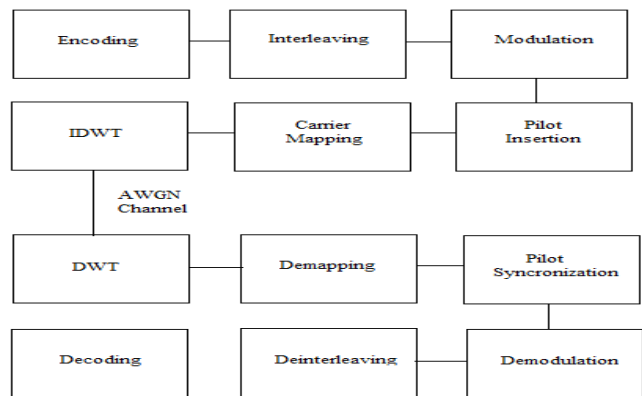 Encoding
Interleaving
Modulation
IDWT
Carrier
Mapping
Pilot
Insertion
AWGN
Channel
DWT
Demapping
Pilot
Syncronization
Decoding
Deinterleaving
Demodulation